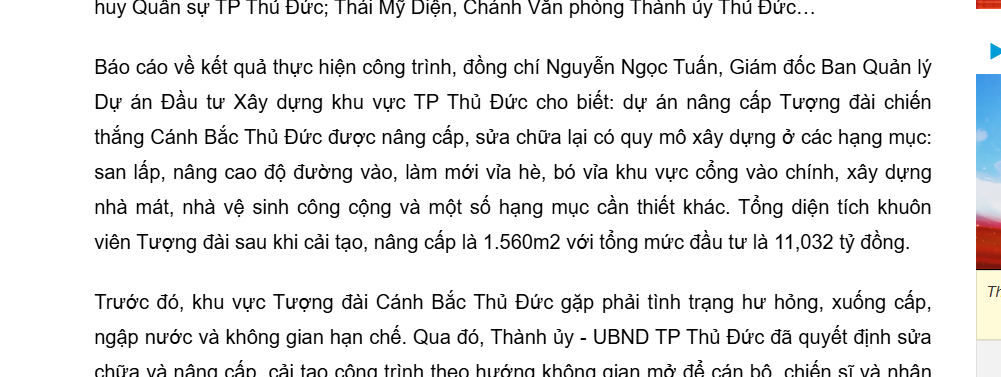 huy Quân sự TP Thủ Đức; Thái Mỹ Diện, Chánh Văn phòng Thành ủy Thủ Đức…
Báo cáo về kết quả thực hiện công trình, đồng chí Nguyễn Ngọc Tuấn, Giám đốc Ban Quản lý
Dự án Đầu tư Xây dựng khu vực TP Thủ Đức cho biết: dự án nâng cấp Tượng đài chiến
thắng Cánh Bắc Thủ Đức được nâng cấp, sửa chữa lại có quy mô xây dựng ở các hạng mục:
san lấp, nâng cao độ đường vào, làm mới vỉa hè, bó vỉa khu vực cổng vào chính, xây dựng
nhà mát, nhà vệ sinh công cộng và một số hạng mục cần thiết khác. Tổng diện tích khuôn
viên Tượng đài sau khi cải tạo, nâng cấp là 1.560m2 với tổng mức đầu tư là 11,032 tỷ đồng.
Trước đó, khu vực Tượng đài Cánh Bắc Thủ Đức gặp phải tình trạng hư hỏng, xuống cấp,
ngập nước và không gian hạn chế. Qua đó, Thành ủy - UBND TP Thủ Đức đã quyết định sửa
chữa và nâng cấp, cải tạo công trình theo hướng không gian mở để cán bộ, chiến sĩ và nhân
Th